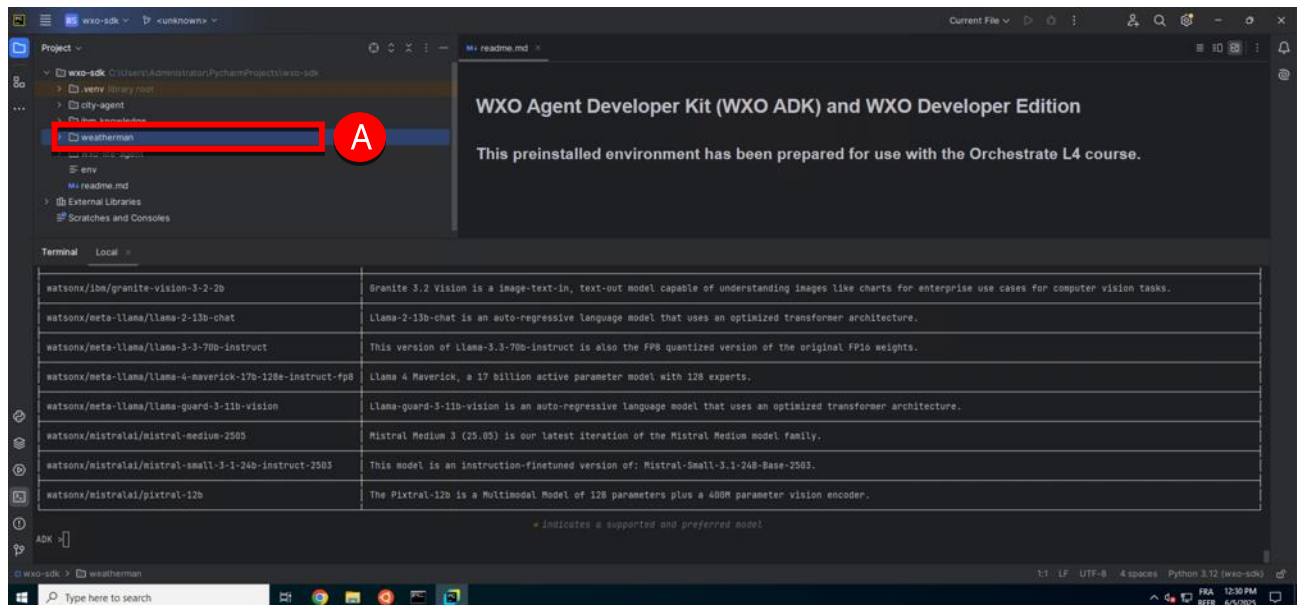 BS wxo-sdk <unknown> Current File
Project
readme.md
wxo-sdk C:\Users\Administrator\PycharmProjects\wxo-sdk
.venv library root
city-agent
ibm_knowledge
weatherman
A
env
readme.md
External Libraries
Scratches and Consoles
WXO Agent Developer Kit (WXO ADK) and WXO Developer Edition
This preinstalled environment has been prepared for use with the Orchestrate L4 course.
Terminal Local
watsonx/ibm/granite-vision-3-2-2b Granite 3.2 Vision is a image-text-in, text-out model capable of understanding images like charts for enterprise use cases for computer vision tasks.
watsonx/meta-llama/llama-2-13b-chat Llama-2-13b-chat is an auto-regressive language model that uses an optimized transformer architecture.
watsonx/meta-llama/llama-3-3-70b-instruct This version of Llama-3.3-70b-instruct is also the FP8 quantized version of the original FP16 weights.
watsonx/meta-llama/llama-4-maverick-17b-128e-instruct-fp8 Llama 4 Maverick, a 17 billion active parameter model with 128 experts.
watsonx/meta-llama/llama-guard-3-11b-vision Llama-guard-3-11b-vision is an auto-regressive language model that uses an optimized transformer architecture.
watsonx/mistralai/mistral-medium-2505 Mistral Medium 3 (25.05) is our latest iteration of the Mistral Medium model family.
watsonx/mistralai/mistral-small-3-1-24b-instruct-2503 This model is an instruction-finetuned version of: Mistral-Small-3.1-24B-Base-2503.
watsonx/mistralai/pixtral-12b The Pixtral-12b is a Multimodal Model of 12B parameters plus a 400M parameter vision encoder.
★ indicates a supported and preferred model
ADK >
wxo-sdk > weatherman 1:1 LF UTF-8 4 spaces Python 3.12 (wxo-sdk)
Type here to search FRA 12:30 PM
BEFR 6/5/2025